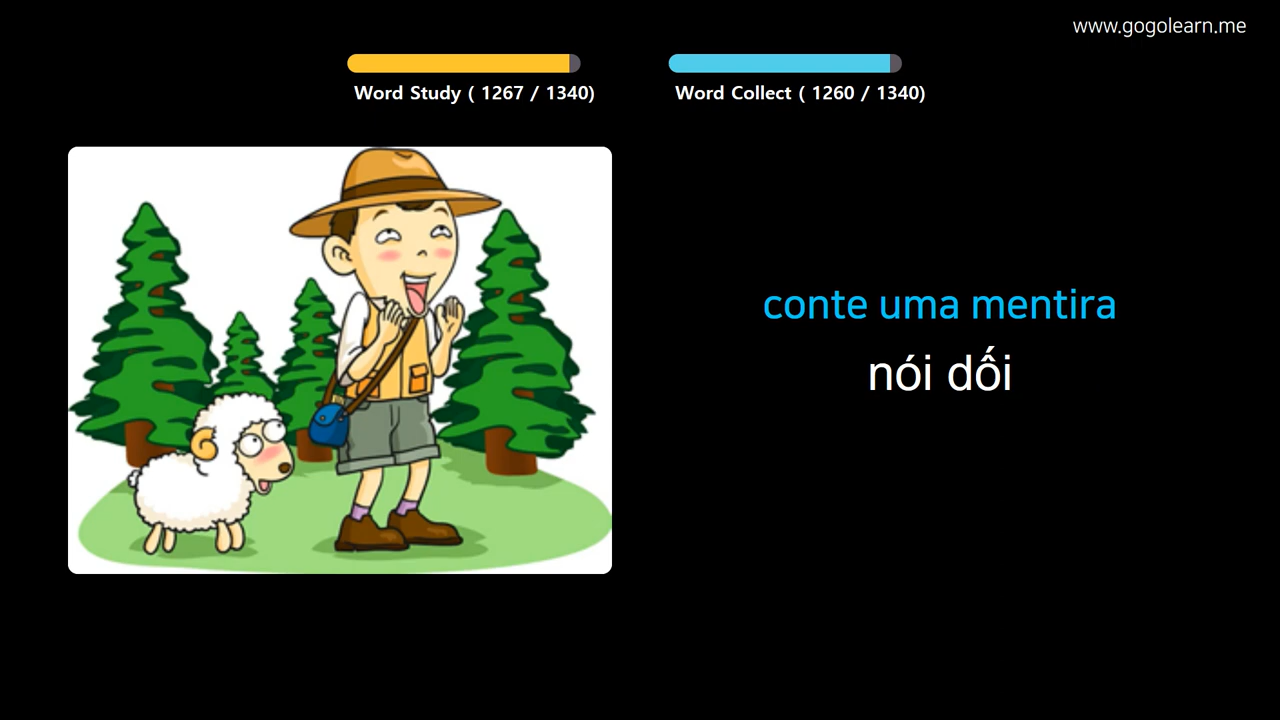 www.gogolearn.me
Word Study ( 1267 / 1340)
Word Collect ( 1260 / 1340)
conte uma mentira
nói dối